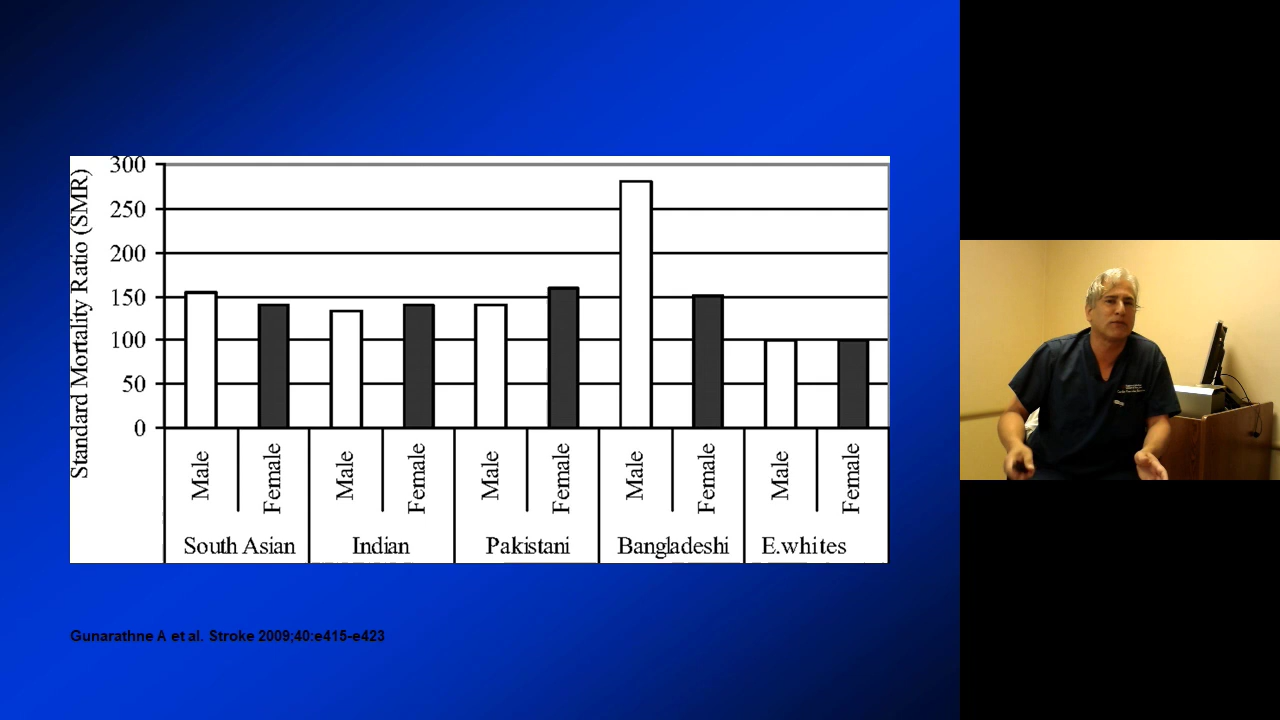 Standard Mortality Ratio (SMR)
300
250
200
150
100
50
0
Male
Female
Male
Female
Male
Female
Male
Female
Male
Female
South Asian
Indian
Pakistani
Bangladeshi
E.whites
Gunarathne A et al. Stroke 2009;40:e415-e423